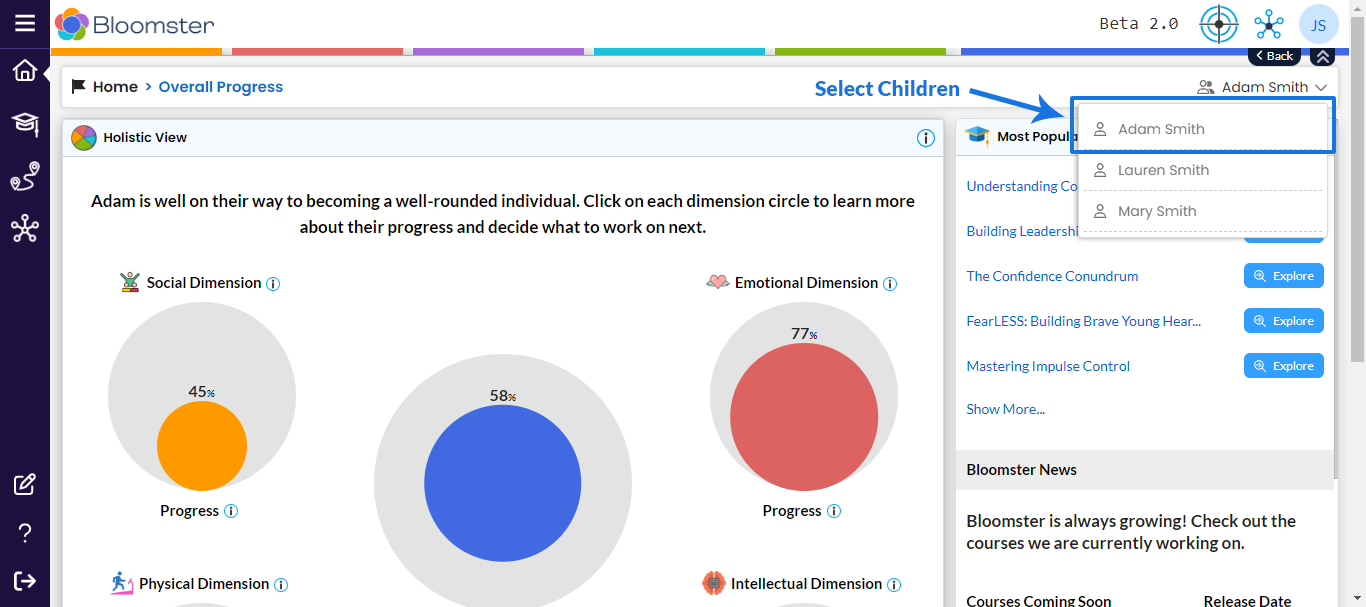 Bloomster
Beta 2.0
JS
Back
Home > Overall Progress
Select Children
Adam Smith
Adam Smith
Lauren Smith
Mary Smith
Holistic View
Adam is well on their way to becoming a well-rounded individual. Click on each dimension circle to learn more
about their progress and decide what to work on next.
Social Dimension
45%
Progress
58%
Emotional Dimension
77%
Progress
Physical Dimension
Intellectual Dimension
Most
Understanding
Building
The Confidence Conundrum
Explore
FearLESS: Building Brave Young Hear...
Explore
Mastering Impulse Control
Explore
Show More...
Bloomster News
Bloomster is always growing! Check out the
courses we are currently working on.
Courses Coming Soon
Release Date